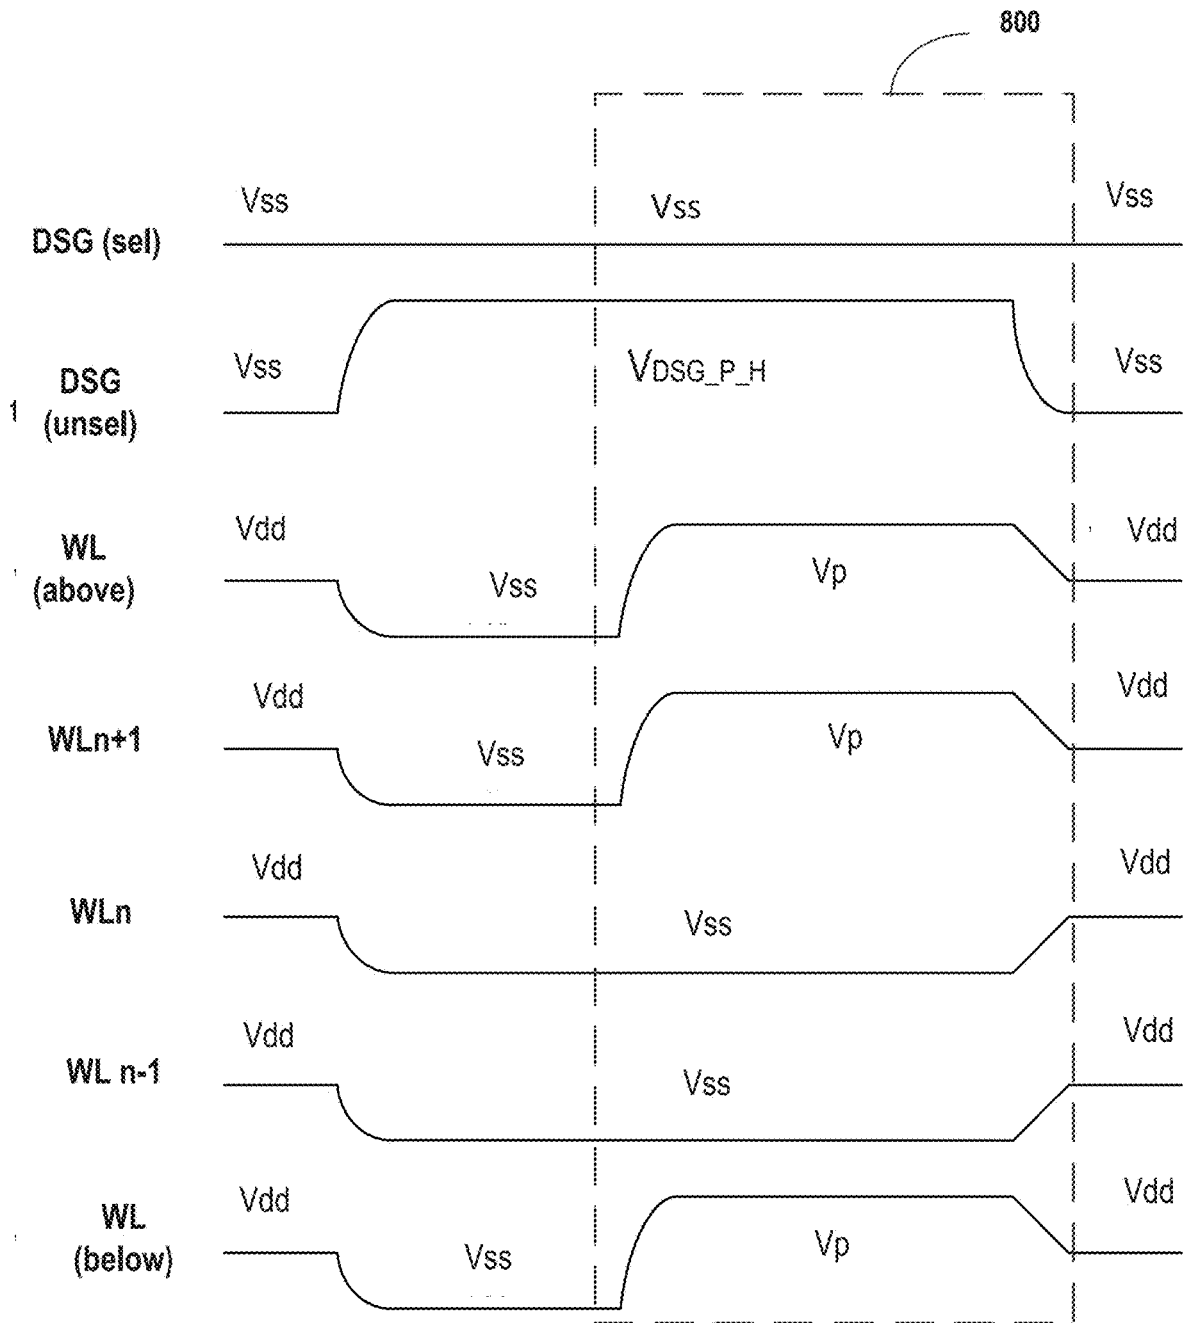 800
Vss Vss Vss
DSG (sel)
Vss VDSG_P_H Vss
DSG
(unsel)
1
Vdd Vdd
WL
(above)
Vss Vp
Vdd Vdd
WLn+1
Vss Vp
Vdd Vdd
WLn
Vss
Vdd Vdd
WL n-1
Vss
Vdd Vdd
WL
(below)
Vss Vp